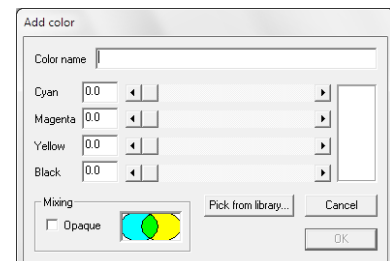 Add color
Color name
Cyan 0.0
Magenta 0.0
Yellow 0.0
Black 0.0
Mixing
Opaque
Pick from library...
Cancel
OK